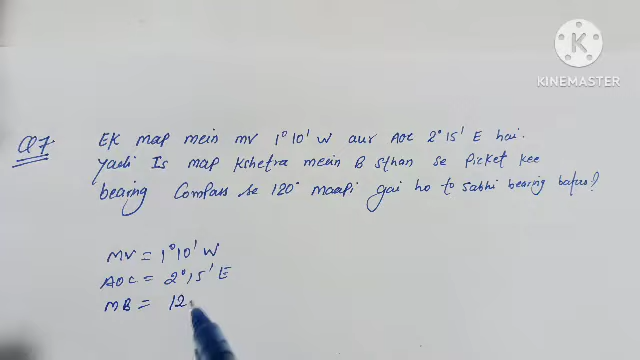 KINEMASTER
Q7
EK map mein mv 1° 10' W aur AOC 2° 15' E hai.
yadi Is map Kshetra mein B sthan se Picket kee
bearing Compass se 120° maapi gai ho to sabhi bearing batao?
MV = 1° 10' W
AOC = 2° 15' E
MB = 12